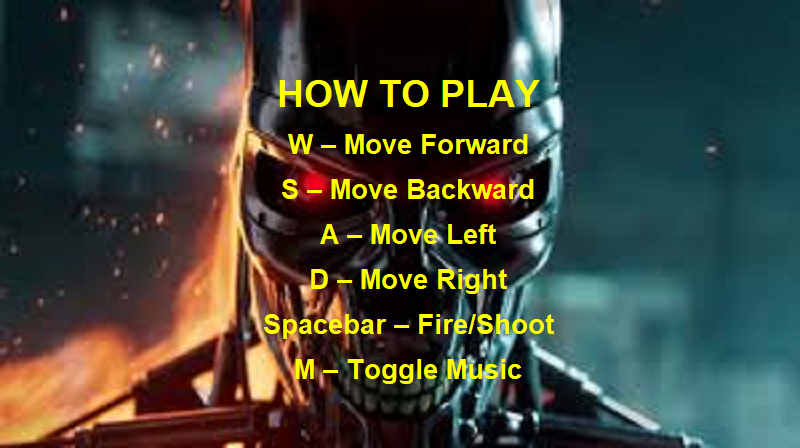 HOW TO PLAY
W – Move Forward
S – Move Backward
A – Move Left
D – Move Right
Spacebar – Fire/Shoot
M – Toggle Music